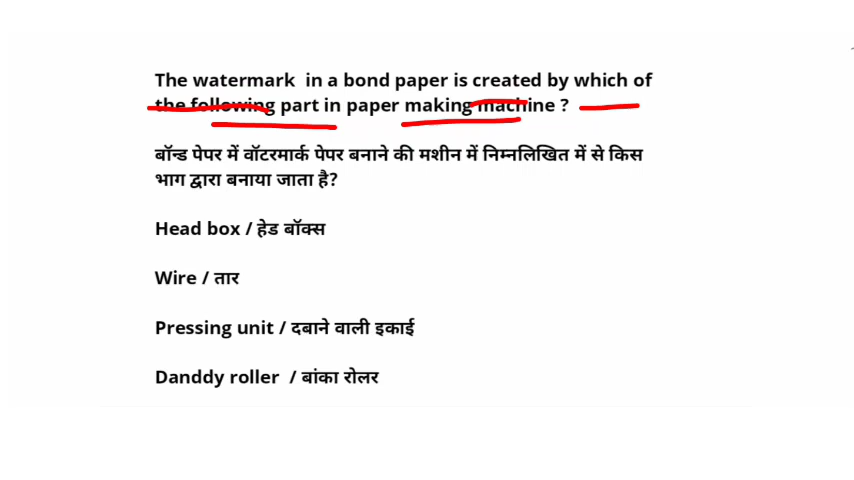 The watermark in a bond paper is created by which of
the following part in paper making machine ?
बॉन्ड पेपर में वॉटरमार्क पेपर बनाने की मशीन में निम्नलिखित में से किस
भाग द्वारा बनाया जाता है?
Head box / हेड बॉक्स
Wire / तार
Pressing unit / दबाने वाली इकाई
Danddy roller / बांका रोलर